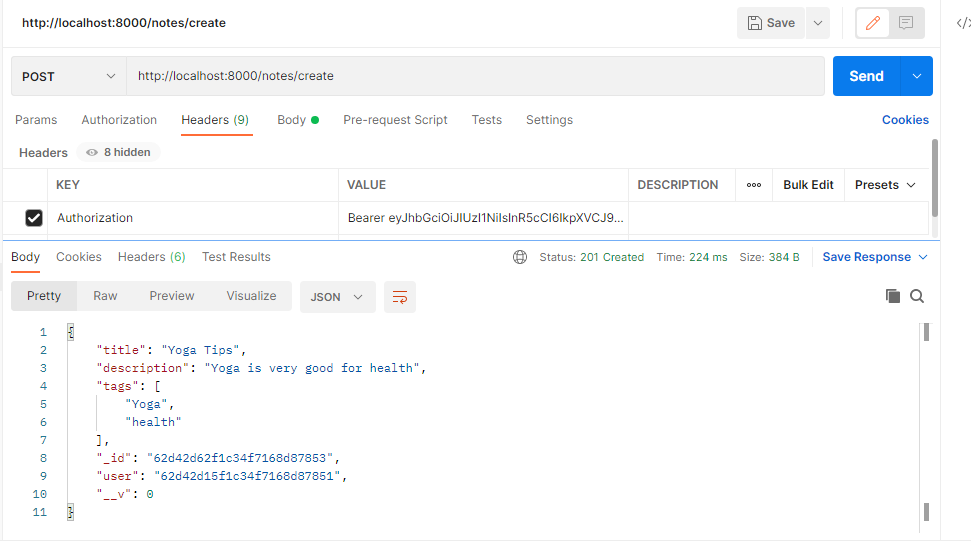 http://localhost:8000/notes/create
Save
</>
POST
http://localhost:8000/notes/create
Send
Params Authorization Headers (9) Body Pre-request Script Tests Settings Cookies
Headers 8 hidden
KEY VALUE DESCRIPTION ooo Bulk Edit Presets
Authorization Bearer eyJhbGciOiJIUzI1NiIsInR5cCI6IkpXVCJ9...
Body Cookies Headers (6) Test Results Status: 201 Created Time: 224 ms Size: 384 B Save Response
Pretty Raw Preview Visualize JSON
1 {
2 "title": "Yoga Tips",
3 "description": "Yoga is very good for health",
4 "tags": [
5 "Yoga",
6 "health"
7 ],
8 "_id": "62d42d62f1c34f7168d87853",
9 "user": "62d42d15f1c34f7168d87851",
10 "__v": 0
11 }